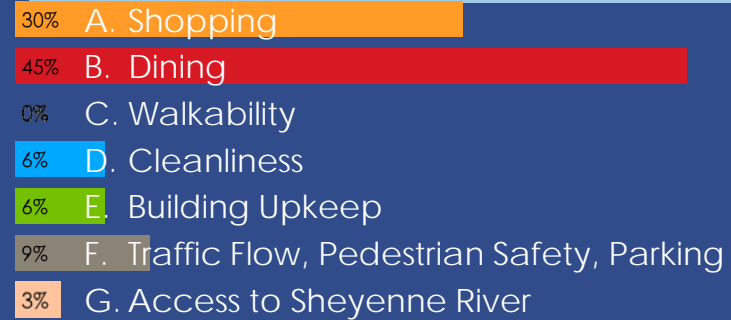 30% A. Shopping
45% B. Dining
0% C. Walkability
6% D. Cleanliness
6% E. Building Upkeep
9% F. Traffic Flow, Pedestrian Safety, Parking
3% G. Access to Sheyenne River